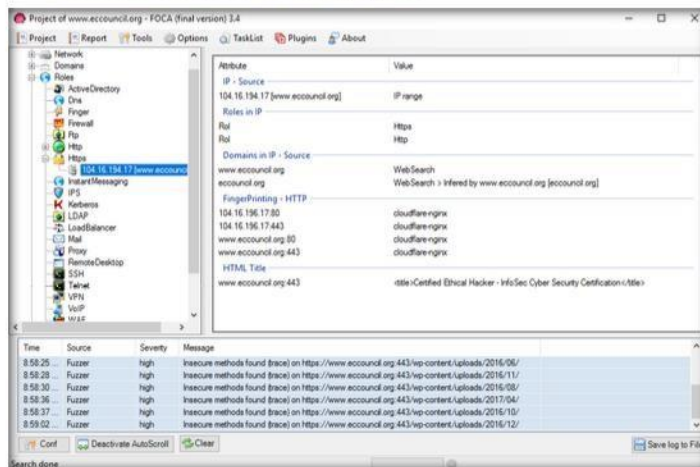 Project of www.eccouncil.org - FOCA (final version) 3.4
Project Report Tools Options TaskList Plugins About
Network
Domains
Roles
ActiveDirectory
Dns
Finger
Firewall
Ftp
Http
Https
104.16.194.17 [www.eccounc
InstantMessaging
IPS
Kerberos
LDAP
LoadBalancer
Mail
Proxy
RemoteDesktop
SSH
Telnet
VPN
VoIP
WAF
Attribute Value
IP - Source
104.16.194.17 [www.eccouncil.org] IP range
Roles in IP
Rol Https
Rol Http
Domains in IP - Source
www.eccouncil.org WebSearch
eccouncil.org WebSearch > Infered by www.eccouncil.org [eccouncil.org]
FingerPrinting - HTTP
104.16.196.17:80 cloudflare-nginx
104.16.196.17:443 cloudflare-nginx
www.eccouncil.org:80 cloudflare-nginx
www.eccouncil.org:443 cloudflare-nginx
HTML Title
www.eccouncil.org:443 <title>Certified Ethical Hacker - InfoSec Cyber Security Certification</title>
Time Source Severity Message
8:58:25 ... Fuzzer high Insecure methods found (trace) on https://www.eccouncil.org:443/wp-content/uploads/2016/06/
8:58:28 ... Fuzzer high Insecure methods found (trace) on https://www.eccouncil.org:443/wp-content/uploads/2016/11/
8:58:30 ... Fuzzer high Insecure methods found (trace) on https://www.eccouncil.org:443/wp-content/uploads/2016/08/
8:58:36 ... Fuzzer high Insecure methods found (trace) on https://www.eccouncil.org:443/wp-content/uploads/2017/04/
8:58:37 ... Fuzzer high Insecure methods found (trace) on https://www.eccouncil.org:443/wp-content/uploads/2016/10/
8:59:02 ... Fuzzer high Insecure methods found (trace) on https://www.eccouncil.org:443/wp-content/uploads/2016/12/
Conf Deactivate AutoScroll Clear Save log to File
Search done